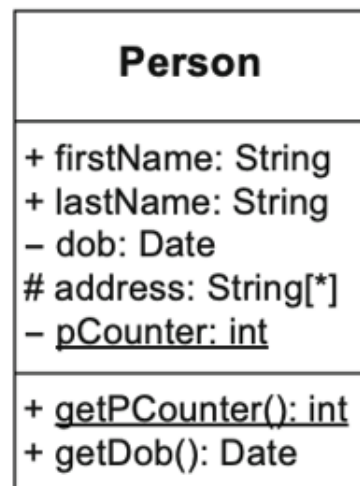 Person
+ firstName: String
+ lastName: String
– dob: Date
# address: String[*]
– pCounter: int
+ getPCounter(): int
+ getDob(): Date